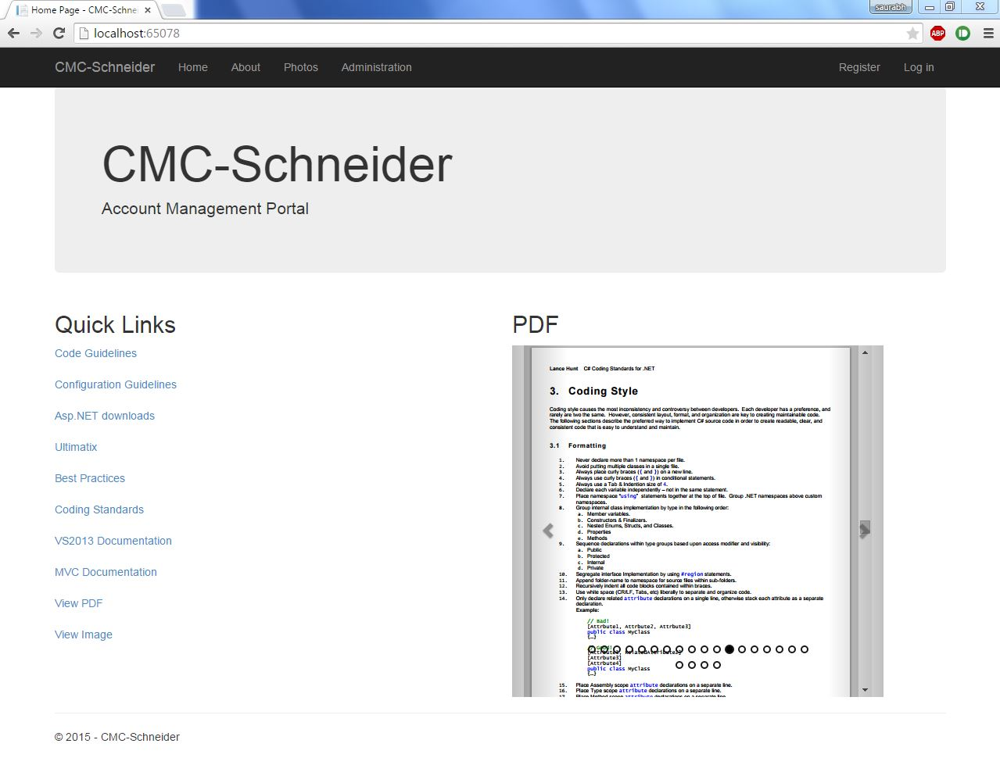 Home Page - CMC-Schne
saurabh
localhost:65078
ABP
CMC-Schneider Home About Photos Administration Register Log in
CMC-Schneider
Account Management Portal
Quick Links
Code Guidelines
Configuration Guidelines
Asp.NET downloads
Ultimatix
Best Practices
Coding Standards
VS2013 Documentation
MVC Documentation
View PDF
View Image
PDF
Lance Hunt C# Coding Standards for .NET
3. Coding Style
Coding style causes the most inconsistency and controversy between developers. Each developer has a preference, and
rarely are two the same. However, consistent layout, format, and organization are key to creating maintainable code.
The following sections describe the preferred way to implement C# source code in order to create readable, clear, and
consistent code that is easy to understand and maintain.
3.1 Formatting
1. Never declare more than 1 namespace per file.
2. Avoid putting multiple classes in a single file.
3. Always place curly braces ({ and }) on a new line.
4. Always use curly braces ({ and }) in conditional statements.
5. Always use a Tab & Indention size of 4.
6. Declare each variable independently – not in the same statement.
7. Place namespace “using” statements together at the top of file. Group .NET namespaces above custom
namespaces.
8. Group internal class implementation by type in the following order:
a. Member variables.
b. Constructors & Finalizers.
c. Nested Enums, Structs, and Classes.
d. Properties
e. Methods
9. Sequence declarations within type groups based upon access modifier and visibility:
a. Public
b. Protected
c. Internal
d. Private
10. Segregate interface Implementation by using #region statements.
11. Append folder-name to namespace for source files within sub-folders.
12. Recursively indent all code blocks contained within braces.
13. Use white space (CR/LF, Tabs, etc) liberally to separate and organize code.
14. Only declare related attribute declarations on a single line, otherwise stack each attribute as a separate
declaration.
Example:
// Bad!
[Attrbute1, Attrbute2, Attrbute3]
public class MyClass
{…}
[Attrbute3]
[Attrbute4]
public class MyClass
{…}
15. Place Assembly scope attribute declarations on a separate line.
16. Place Type scope attribute declarations on a separate line.
17. Place Method scope attribute declarations on a separate line.
© 2015 - CMC-Schneider